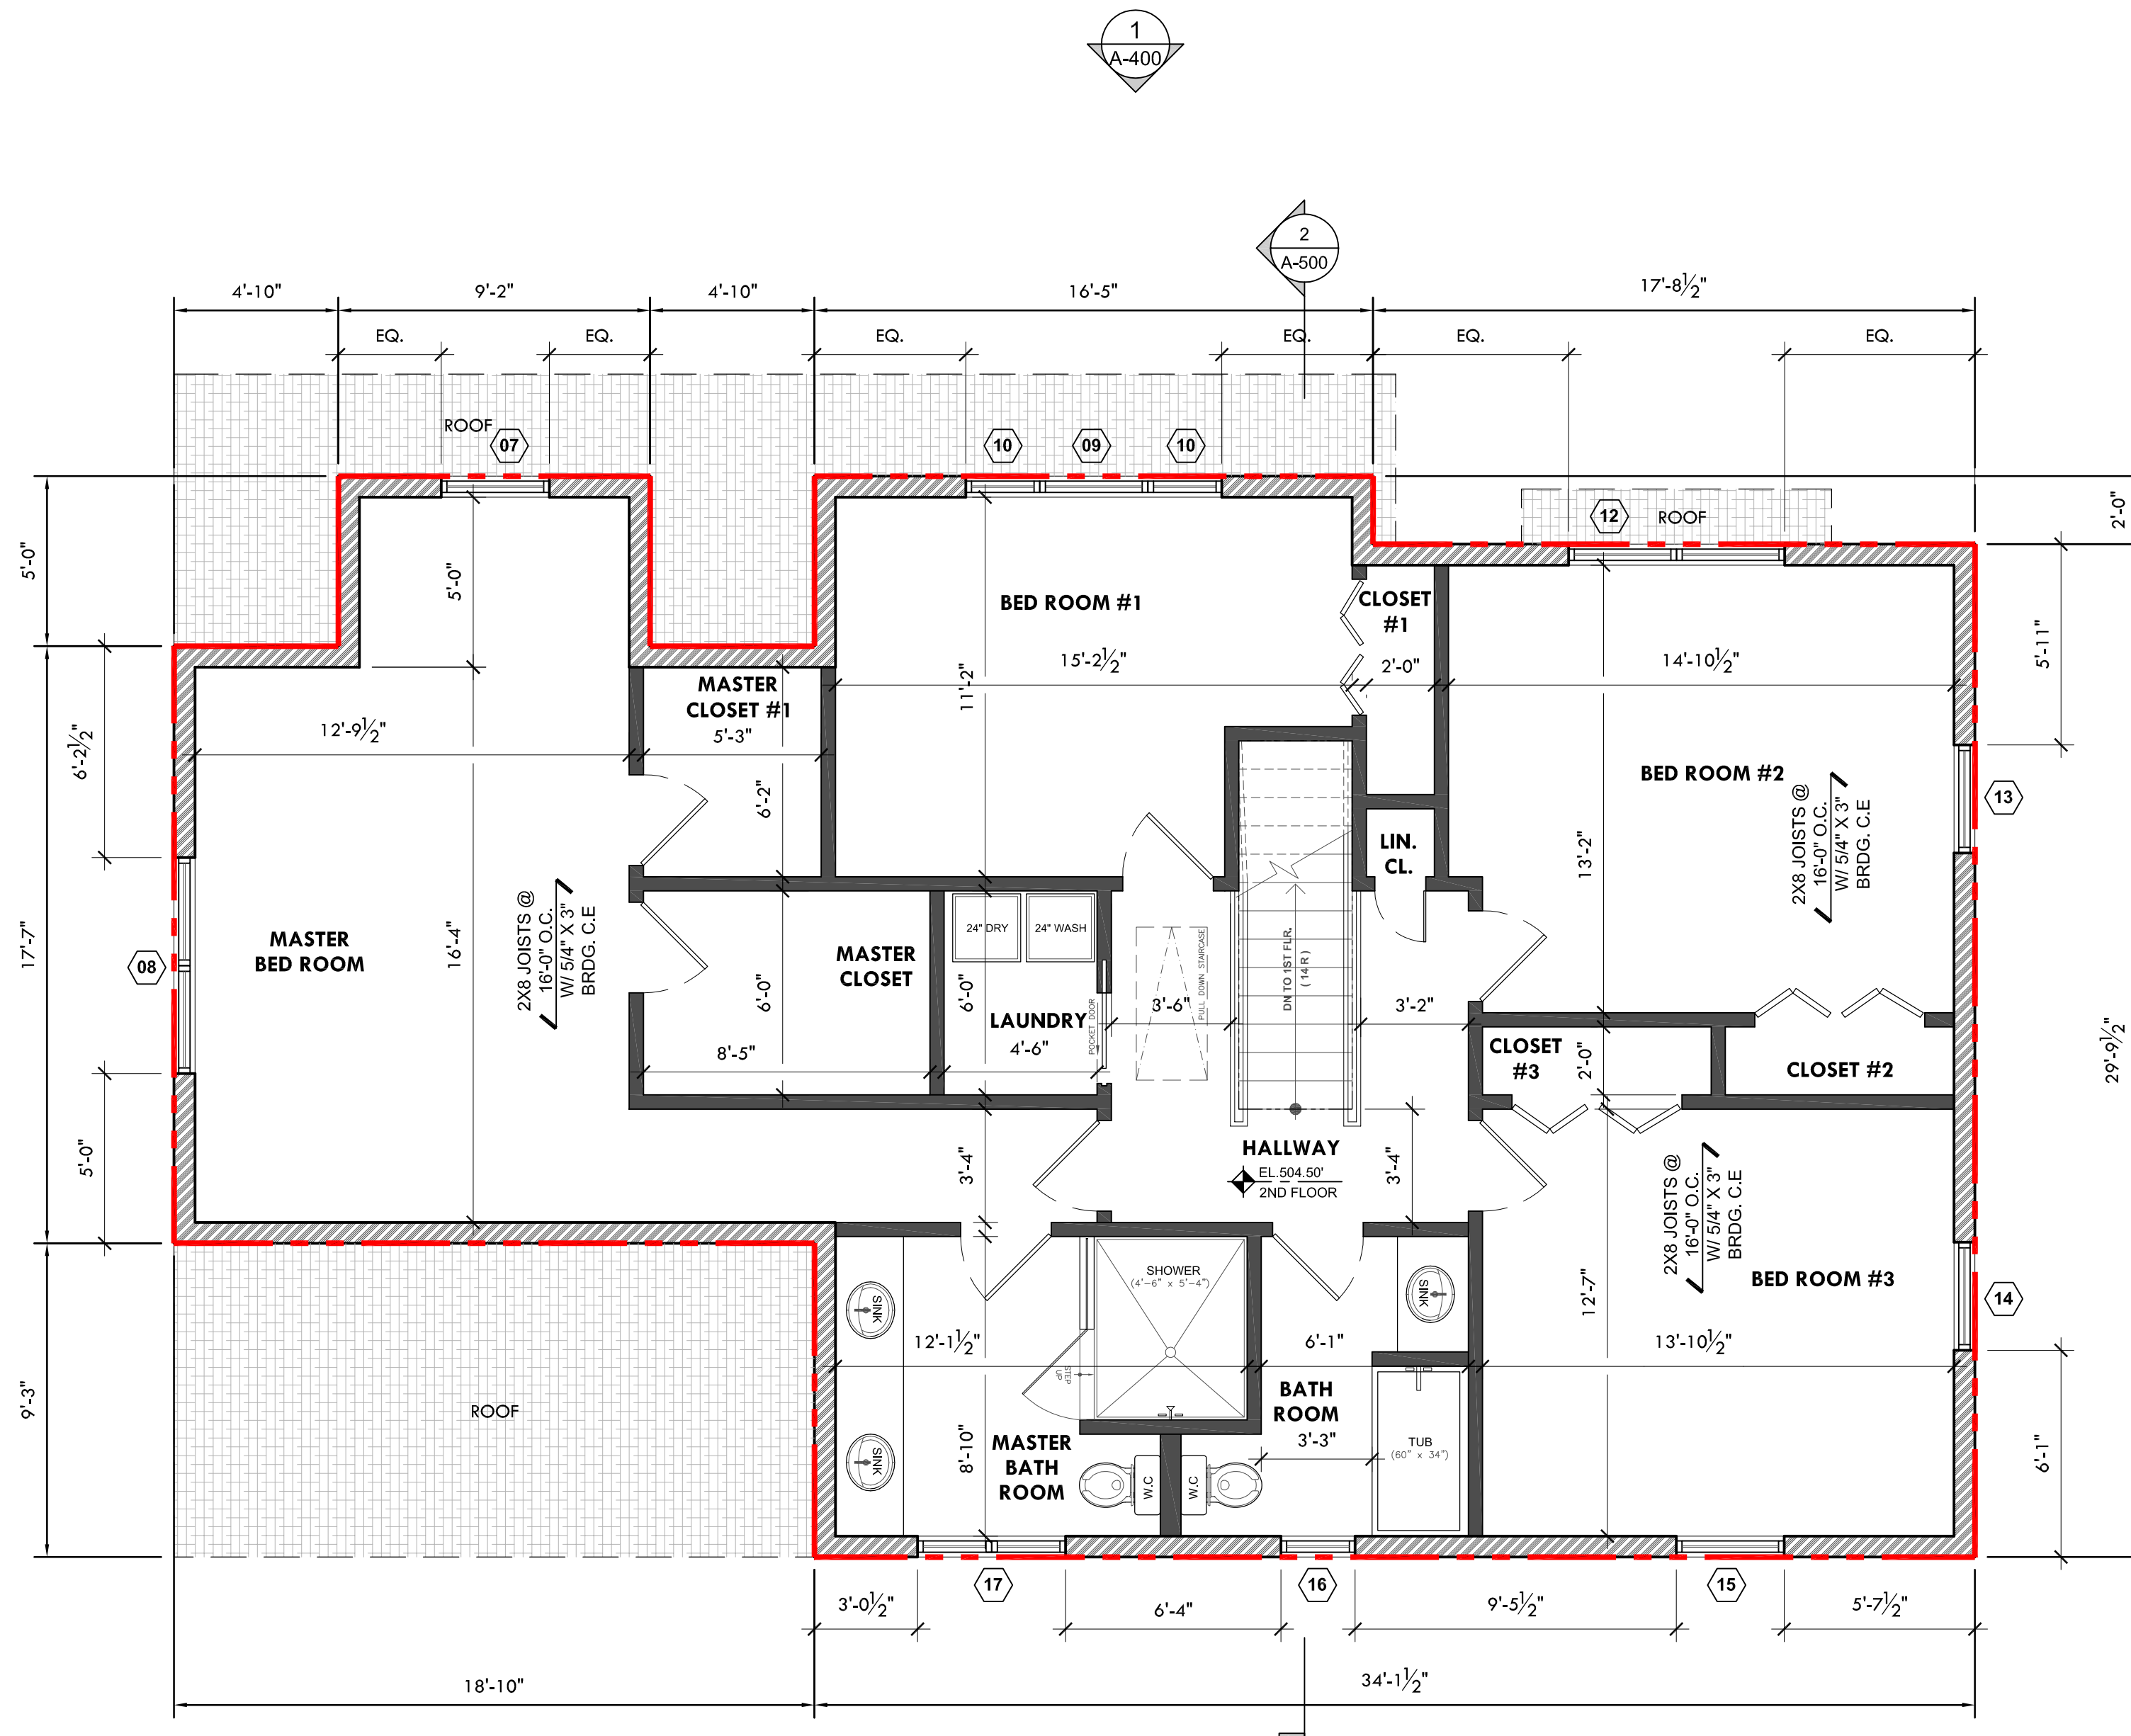 1
A-400
2
A-500
4'-10"
9'-2"
4'-10"
16'-5"
17'-8½"
EQ.
EQ.
EQ.
EQ.
EQ.
EQ.
ROOF
07
10
09
10
12
ROOF
2'-0"
5'-0"
5'-0"
BED ROOM #1
CLOSET
#1
15'-2½"
2'-0"
14'-10½"
5'-11"
MASTER
CLOSET #1
5'-3"
11'-2"
12'-9½"
6'-2½"
6'-2"
BED ROOM #2
2X8 JOISTS @
16'-0" O.C.
W/ 5/4" X 3"
BRDG. C.E
13
LIN.
CL.
13'-2"
17'-7"
08
MASTER
BED ROOM
16'-4"
2X8 JOISTS @
16'-0" O.C.
W/ 5/4" X 3"
BRDG. C.E
MASTER
CLOSET
6'-0"
8'-5"
24" DRY
24" WASH
6'-0"
LAUNDRY
4'-6"
POCKET DOOR
3'-6"
PULL DOWN STAIRCASE
DN TO 1ST FLR.
(14 R)
3'-2"
CLOSET
#3
2'-0"
CLOSET #2
29'-9½"
5'-0"
3'-4"
HALLWAY
EL.504.50'
2ND FLOOR
3'-4"
2X8 JOISTS @
16'-0" O.C.
W/ 5/4" X 3"
BRDG. C.E
BED ROOM #3
14
12'-7"
SHOWER
(4'-6" x 5'-4")
SINK
SINK
SINK
12'-1½"
STEP
UP
6'-1"
13'-10½"
BATH
ROOM
3'-3"
TUB
(60" x 34")
9'-3"
ROOF
8'-10"
MASTER
BATH
ROOM
W.C
W.C
6'-1"
17
16
15
3'-0½"
6'-4"
9'-5½"
5'-7½"
18'-10"
34'-1½"